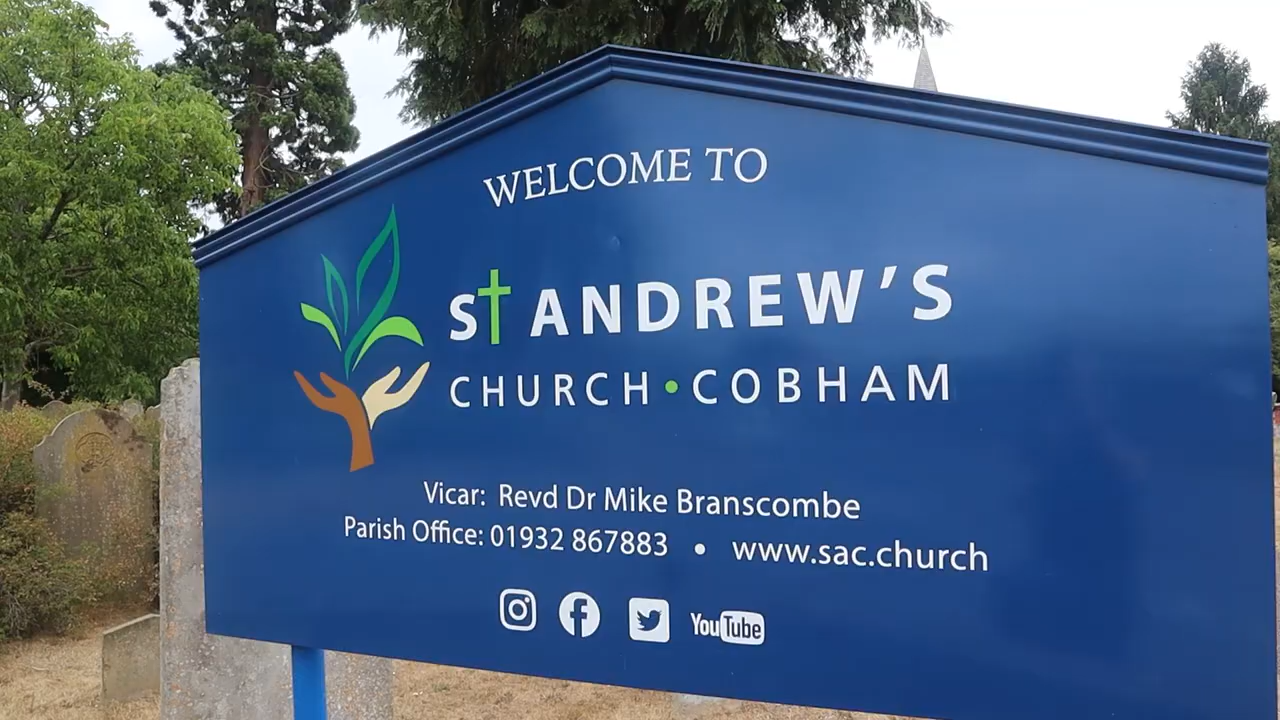 WELCOME TO
ST ANDREW'S
CHURCH • COBHAM
Vicar: Revd Dr Mike Branscombe
Parish Office: 01932 867883 • www.sac.church
YouTube